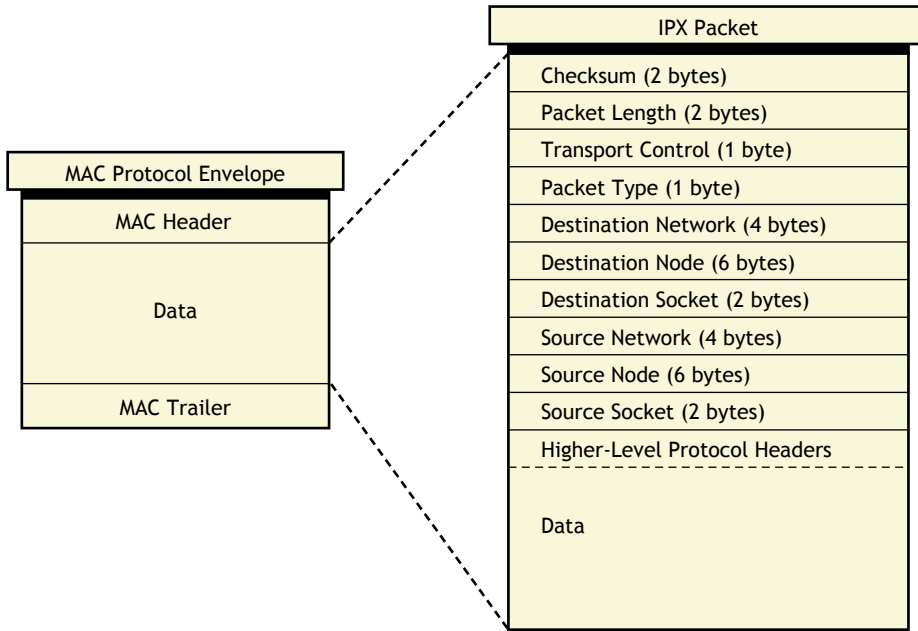 MAC Protocol Envelope
MAC Header
Data
MAC Trailer
IPX Packet
Checksum (2 bytes)
Packet Length (2 bytes)
Transport Control (1 byte)
Packet Type (1 byte)
Destination Network (4 bytes)
Destination Node (6 bytes)
Destination Socket (2 bytes)
Source Network (4 bytes)
Source Node (6 bytes)
Source Socket (2 bytes)
Higher-Level Protocol Headers
Data